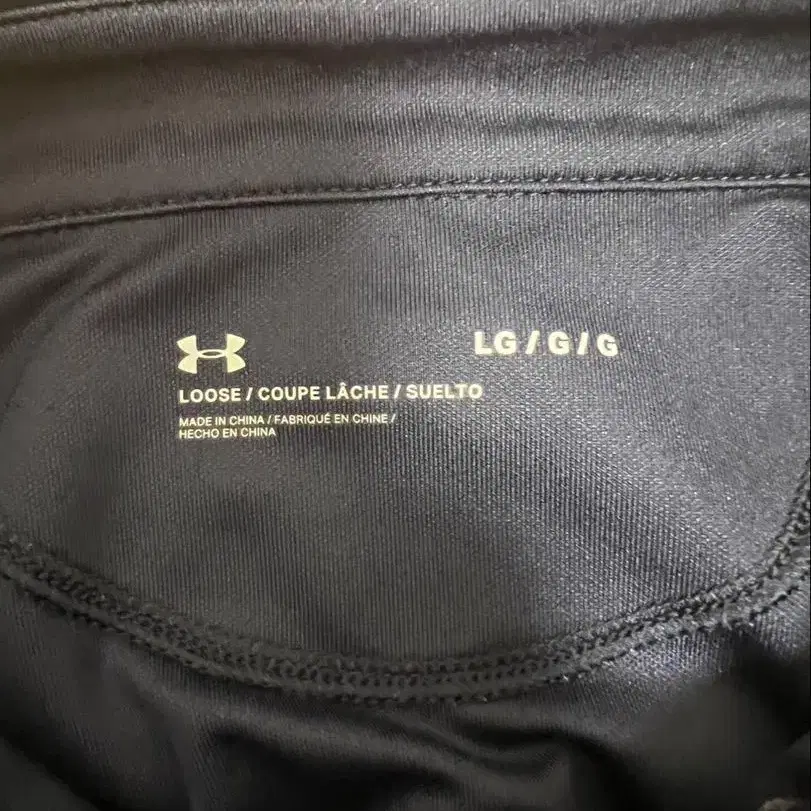 LG / G / G
LOOSE / COUPE LÂCHE / SUELTO
MADE IN CHINA / FABRIQUÉ EN CHINE /
HECHO EN CHINA